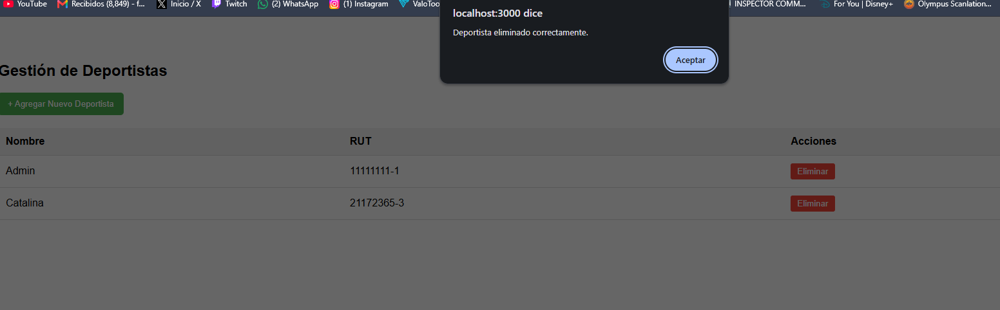 YouTube Recibidos (8,849) - f... Inicio / X Twitch (2) WhatsApp (1) Instagram ValoToo INSPECTOR COMM... For You | Disney+ Olympus Scanlation...
localhost:3000 dice
Deportista eliminado correctamente.
Aceptar
Gestión de Deportistas
+ Agregar Nuevo Deportista
Nombre RUT Acciones
Admin 11111111-1 Eliminar
Catalina 21172365-3 Eliminar